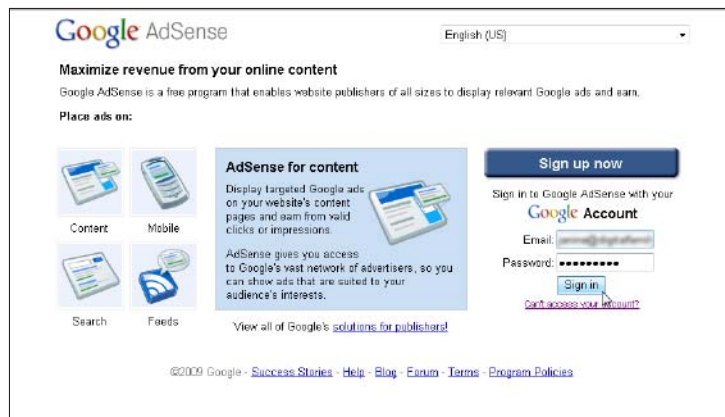 Google AdSense
English (US)
Maximize revenue from your online content
Google AdSense is a free program that enables website publishers of all sizes to display relevant Google ads and earn.
Place ads on:
Content
Mobile
Search
Feeds
AdSense for content
Display targeted Google ads
on your website's content
pages and earn from valid
clicks or impressions.
AdSense gives you access
to Google's vast network of advertisers, so you
can show ads that are suited to your
audience's interests.
View all of Google's solutions for publishers!
Sign up now
Sign in to Google AdSense with your
Google Account
Email:
Password: •••••••••
Sign in
Can't access your account?
©2009 Google - Success Stories - Help - Blog - Forum - Terms - Program Policies